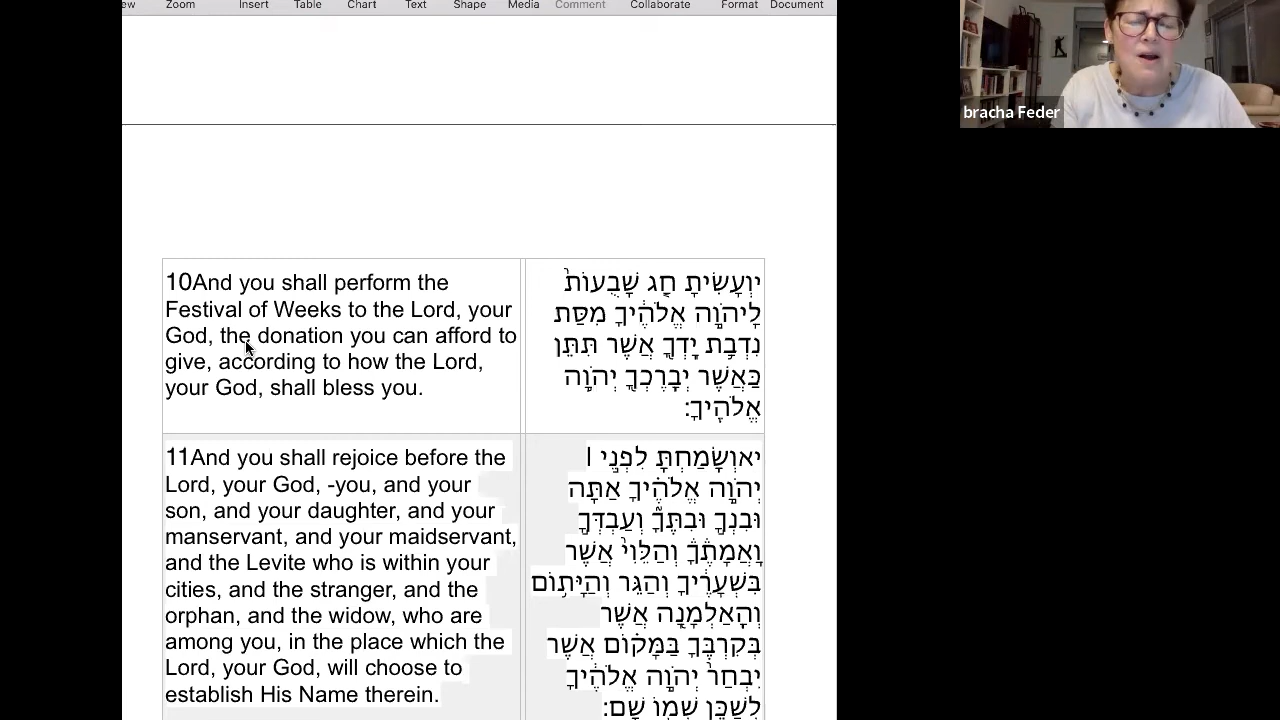 ew Zoom Insert Table Chart Text Shape Media Comment Collaborate Format Document
bracha Feder
10And you shall perform the
Festival of Weeks to the Lord, your
God, the donation you can afford to
give, according to how the Lord,
your God, shall bless you.
יוְעָשִׂ֜יתָ חַ֤ג שָׁבֻעוֹת֙
לַֽיהֹוָ֣ה אֱלֹהֶ֔יךָ מִסַּ֛ת
נִדְבַ֥ת יָֽדְךָ֖ אֲשֶׁ֣ר תִּתֵּ֑ן
כַּֽאֲשֶׁ֥ר יְבָֽרֶכְךָ֖ יְהֹוָ֥ה
אֱלֹהֶֽיךָ:
11And you shall rejoice before the
Lord, your God, -you, and your
son, and your daughter, and your
manservant, and your maidservant,
and the Levite who is within your
cities, and the stranger, and the
orphan, and the widow, who are
among you, in the place which the
Lord, your God, will choose to
establish His Name therein.
יאוְשָֽׂמַחְתָּ֞ לִפְנֵ֣י ׀
יְהֹוָ֣ה אֱלֹהֶ֗יךָ אַתָּ֨ה
וּבִנְךָ֣ וּבִתֶּ֘ךָ֘ וְעַבְדְּךָ֣
וַֽאֲמָתֶ֒ךָ֒ וְהַלֵּוִי֙ אֲשֶׁ֣ר
בִּשְׁעָרֶ֔יךָ וְהַגֵּ֛ר וְהַיָּת֥וֹם
וְהָֽאַלְמָנָ֖ה אֲשֶׁ֣ר
בְּקִרְבֶּ֑ךָ בַּמָּק֗וֹם אֲשֶׁ֤ר
יִבְחַר֙ יְהֹוָ֣ה אֱלֹהֶ֔יךָ
לְשַׁכֵּ֥ן שְׁמ֖וֹ שָֽׁם: